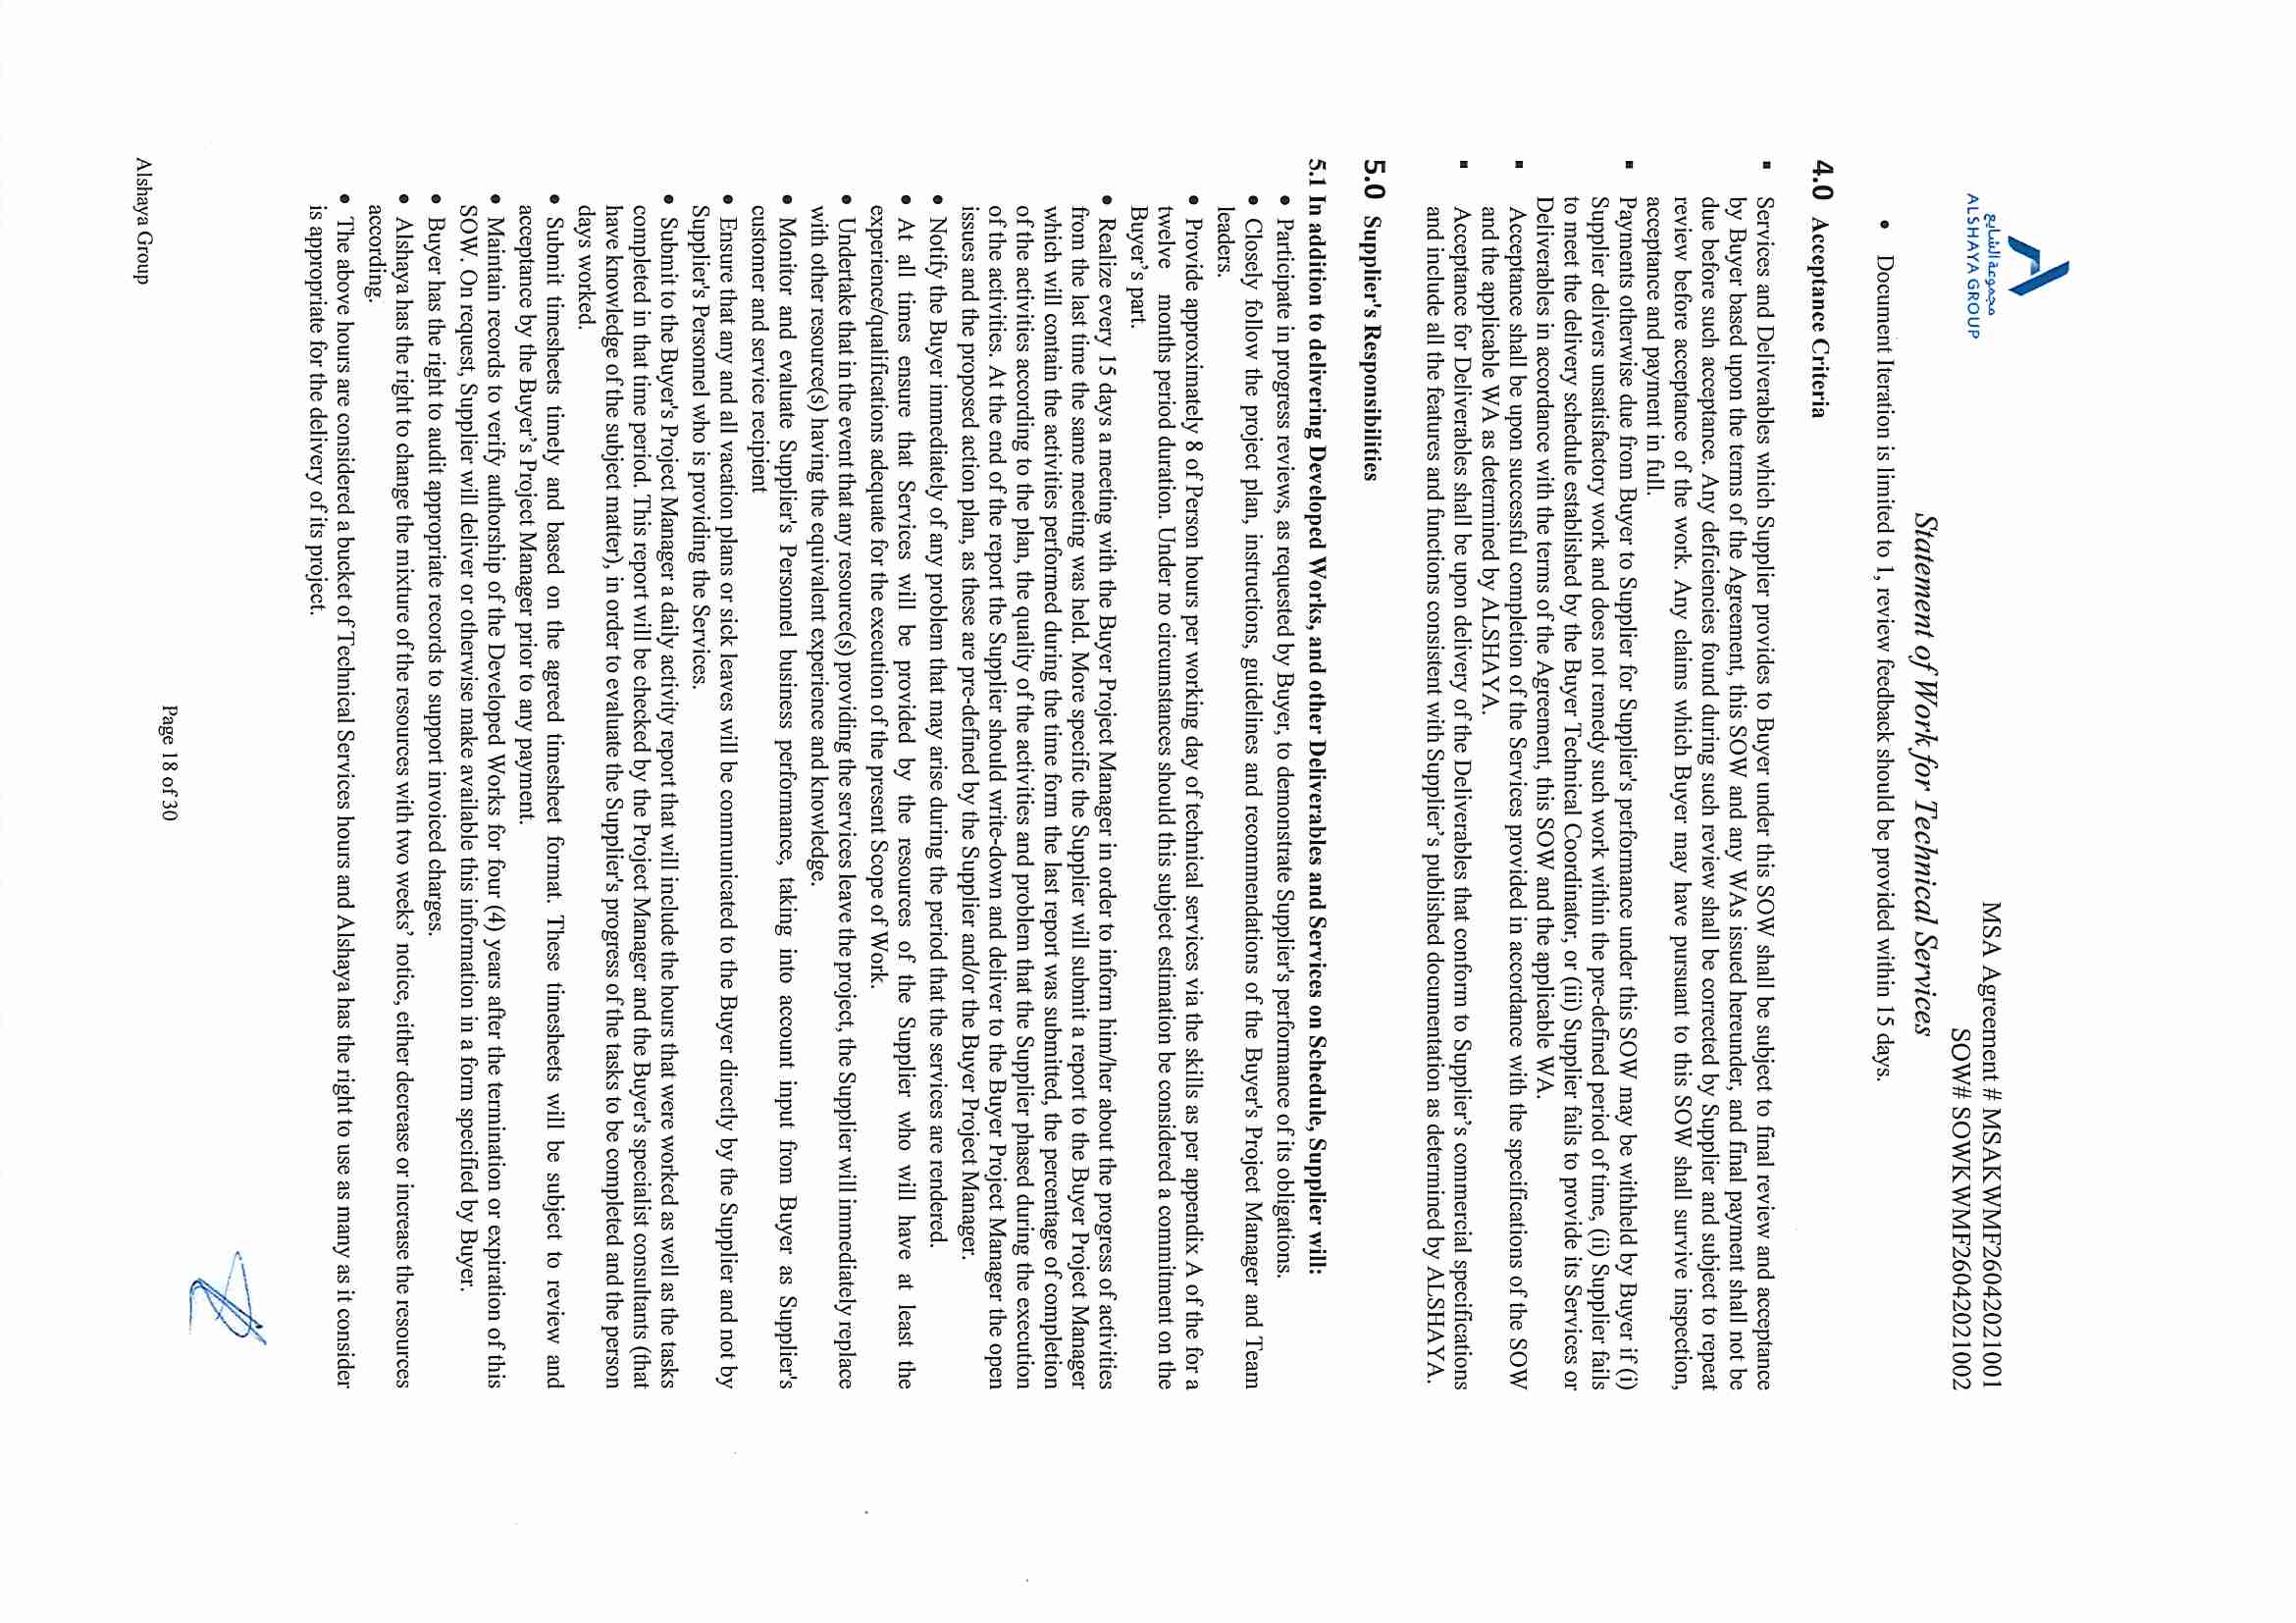 مجموعة الشايع
ALSHAYA GROUP
MSA Agreement # MSAKWMF26042021001
SOW# SOWKWMF26042021002
Statement of Work for Technical Services
• Document Iteration is limited to 1, review feedback should be provided within 15 days.
4.0 Acceptance Criteria
▪ Services and Deliverables which Supplier provides to Buyer under this SOW shall be subject to final review and acceptance
by Buyer based upon the terms of the Agreement, this SOW and any WAs issued hereunder, and final payment shall not be
due before such acceptance. Any deficiencies found during such review shall be corrected by Supplier and subject to repeat
review before acceptance of the work. Any claims which Buyer may have pursuant to this SOW shall survive inspection,
acceptance and payment in full.
▪ Payments otherwise due from Buyer to Supplier for Supplier's performance under this SOW may be withheld by Buyer if (i)
Supplier delivers unsatisfactory work and does not remedy such work within the pre-defined period of time, (ii) Supplier fails
to meet the delivery schedule established by the Buyer Technical Coordinator, or (iii) Supplier fails to provide its Services or
Deliverables in accordance with the terms of the Agreement, this SOW and the applicable WA.
▪ Acceptance shall be upon successful completion of the Services provided in accordance with the specifications of the SOW
and the applicable WA as determined by ALSHAYA.
▪ Acceptance for Deliverables shall be upon delivery of the Deliverables that conform to Supplier's commercial specifications
and include all the features and functions consistent with Supplier's published documentation as determined by ALSHAYA.
5.0 Supplier's Responsibilities
5.1 In addition to delivering Developed Works, and other Deliverables and Services on Schedule, Supplier will:
• Participate in progress reviews, as requested by Buyer, to demonstrate Supplier's performance of its obligations.
• Closely follow the project plan, instructions, guidelines and recommendations of the Buyer's Project Manager and Team
leaders.
• Provide approximately 8 of Person hours per working day of technical services via the skills as per appendix A of the for a
twelve months period duration. Under no circumstances should this subject estimation be considered a commitment on the
Buyer's part.
• Realize every 15 days a meeting with the Buyer Project Manager in order to inform him/her about the progress of activities
from the last time the same meeting was held. More specific the Supplier will submit a report to the Buyer Project Manager
which will contain the activities performed during the time form the last report was submitted, the percentage of completion
of the activities according to the plan, the quality of the activities and problem that the Supplier phased during the execution
of the activities. At the end of the report the Supplier should write-down and deliver to the Buyer Project Manager the open
issues and the proposed action plan, as these are pre-defined by the Supplier and/or the Buyer Project Manager.
• Notify the Buyer immediately of any problem that may arise during the period that the services are rendered.
• At all times ensure that Services will be provided by the resources of the Supplier who will have at least the
experience/qualifications adequate for the execution of the present Scope of Work.
• Undertake that in the event that any resource(s) providing the services leave the project, the Supplier will immediately replace
with other resource(s) having the equivalent experience and knowledge.
• Monitor and evaluate Supplier's Personnel business performance, taking into account input from Buyer as Supplier's
customer and service recipient
• Ensure that any and all vacation plans or sick leaves will be communicated to the Buyer directly by the Supplier and not by
Supplier's Personnel who is providing the Services.
• Submit to the Buyer's Project Manager a daily activity report that will include the hours that were worked as well as the tasks
completed in that time period. This report will be checked by the Project Manager and the Buyer's specialist consultants (that
have knowledge of the subject matter), in order to evaluate the Supplier's progress of the tasks to be completed and the person
days worked.
• Submit timesheets timely and based on the agreed timesheet format. These timesheets will be subject to review and
acceptance by the Buyer's Project Manager prior to any payment.
• Maintain records to verify authorship of the Developed Works for four (4) years after the termination or expiration of this
SOW. On request, Supplier will deliver or otherwise make available this information in a form specified by Buyer.
• Buyer has the right to audit appropriate records to support invoiced charges.
• Alshaya has the right to change the mixture of the resources with two weeks' notice, either decrease or increase the resources
according.
• The above hours are considered a bucket of Technical Services hours and Alshaya has the right to use as many as it consider
is appropriate for the delivery of its project.
Page 18 of 30
Alshaya Group